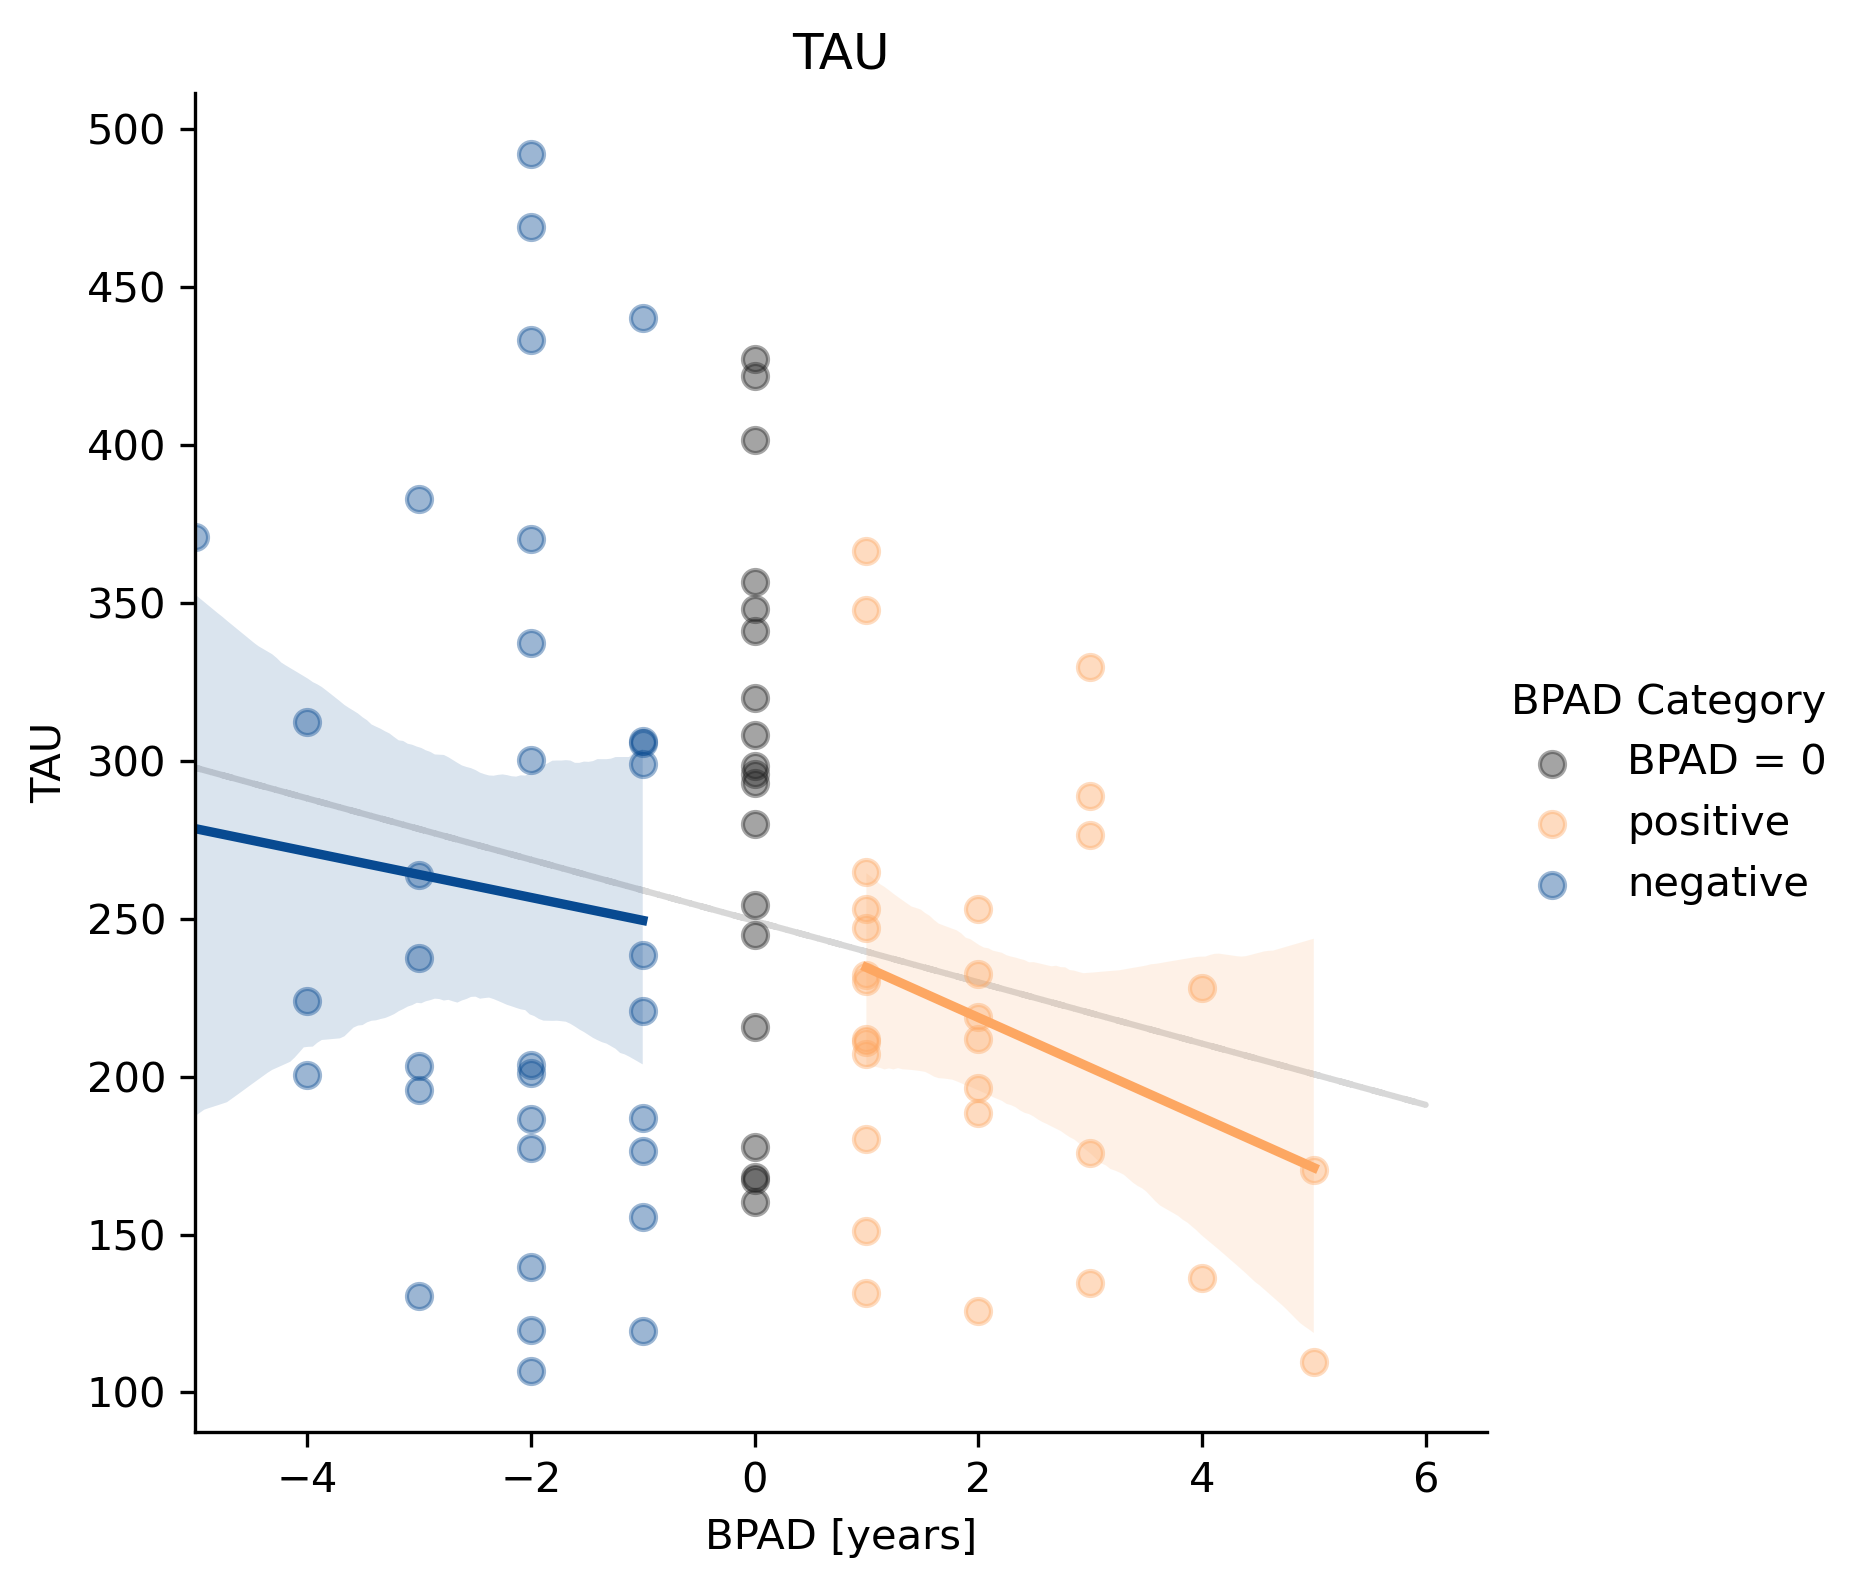 TAU
500
450
400
350
300
250
200
150
100
TAU
−4 −2 0 2 4 6
BPAD [years]
BPAD Category
BPAD = 0
positive
negative